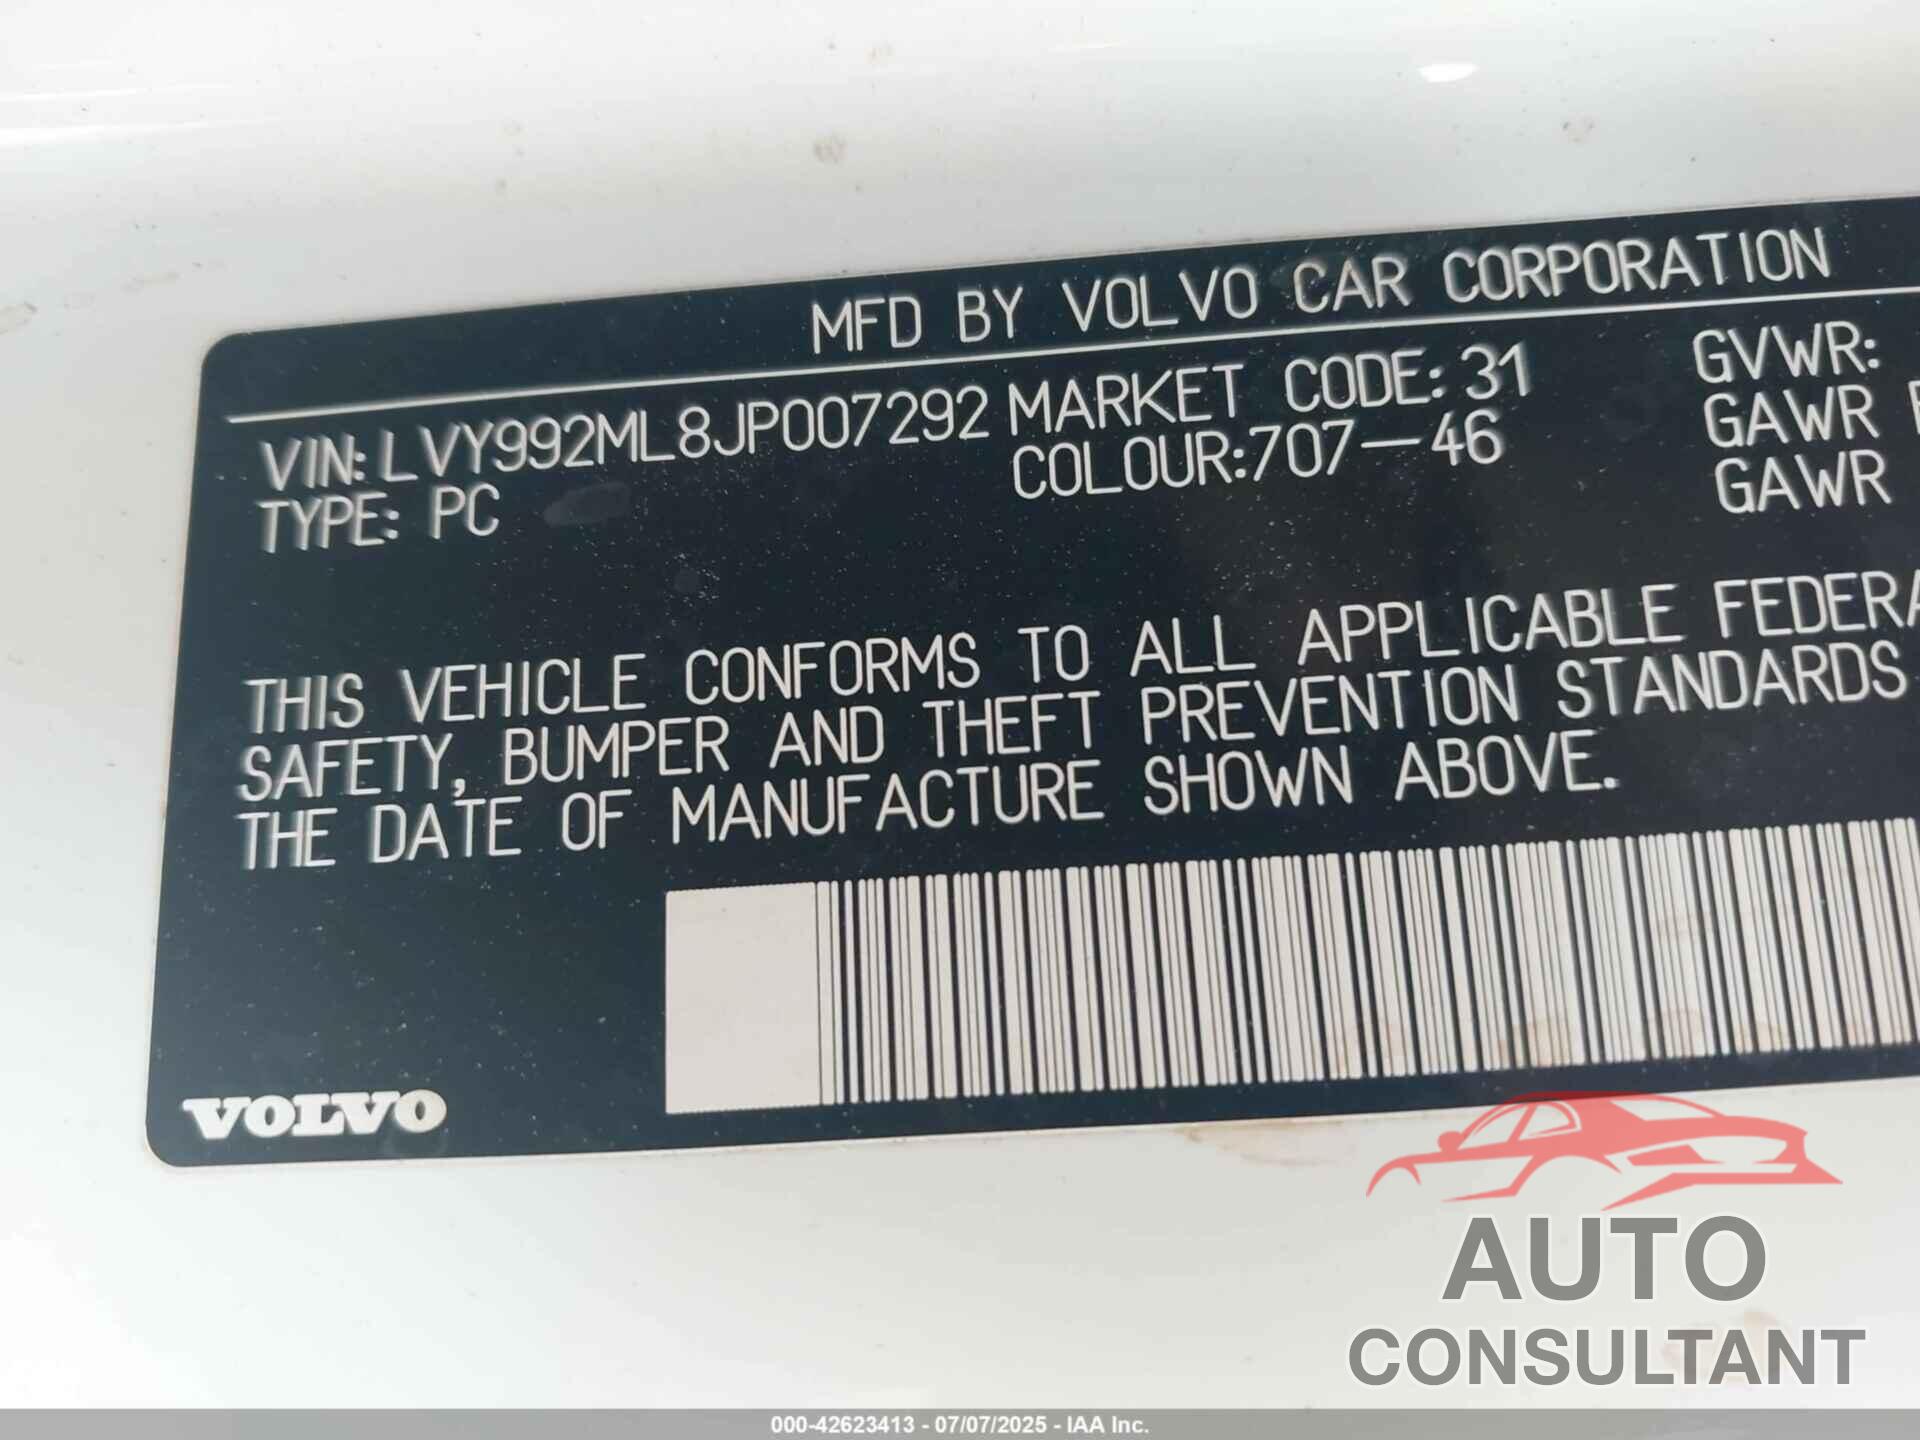 MFD BY VOLVO CAR CORPORATION
VIN: LVY992ML8JP007292 MARKET CODE: 31 GVWR:
TYPE: PC COLOUR:707-46 GAWR
GAWR
THIS VEHICLE CONFORMS TO ALL APPLICABLE FEDERA
SAFETY, BUMPER AND THEFT PREVENTION STANDARDS
THE DATE OF MANUFACTURE SHOWN ABOVE.
VOLVO
AUTO
CONSULTANT
000-42623413 - 07/07/2025 - IAA Inc.